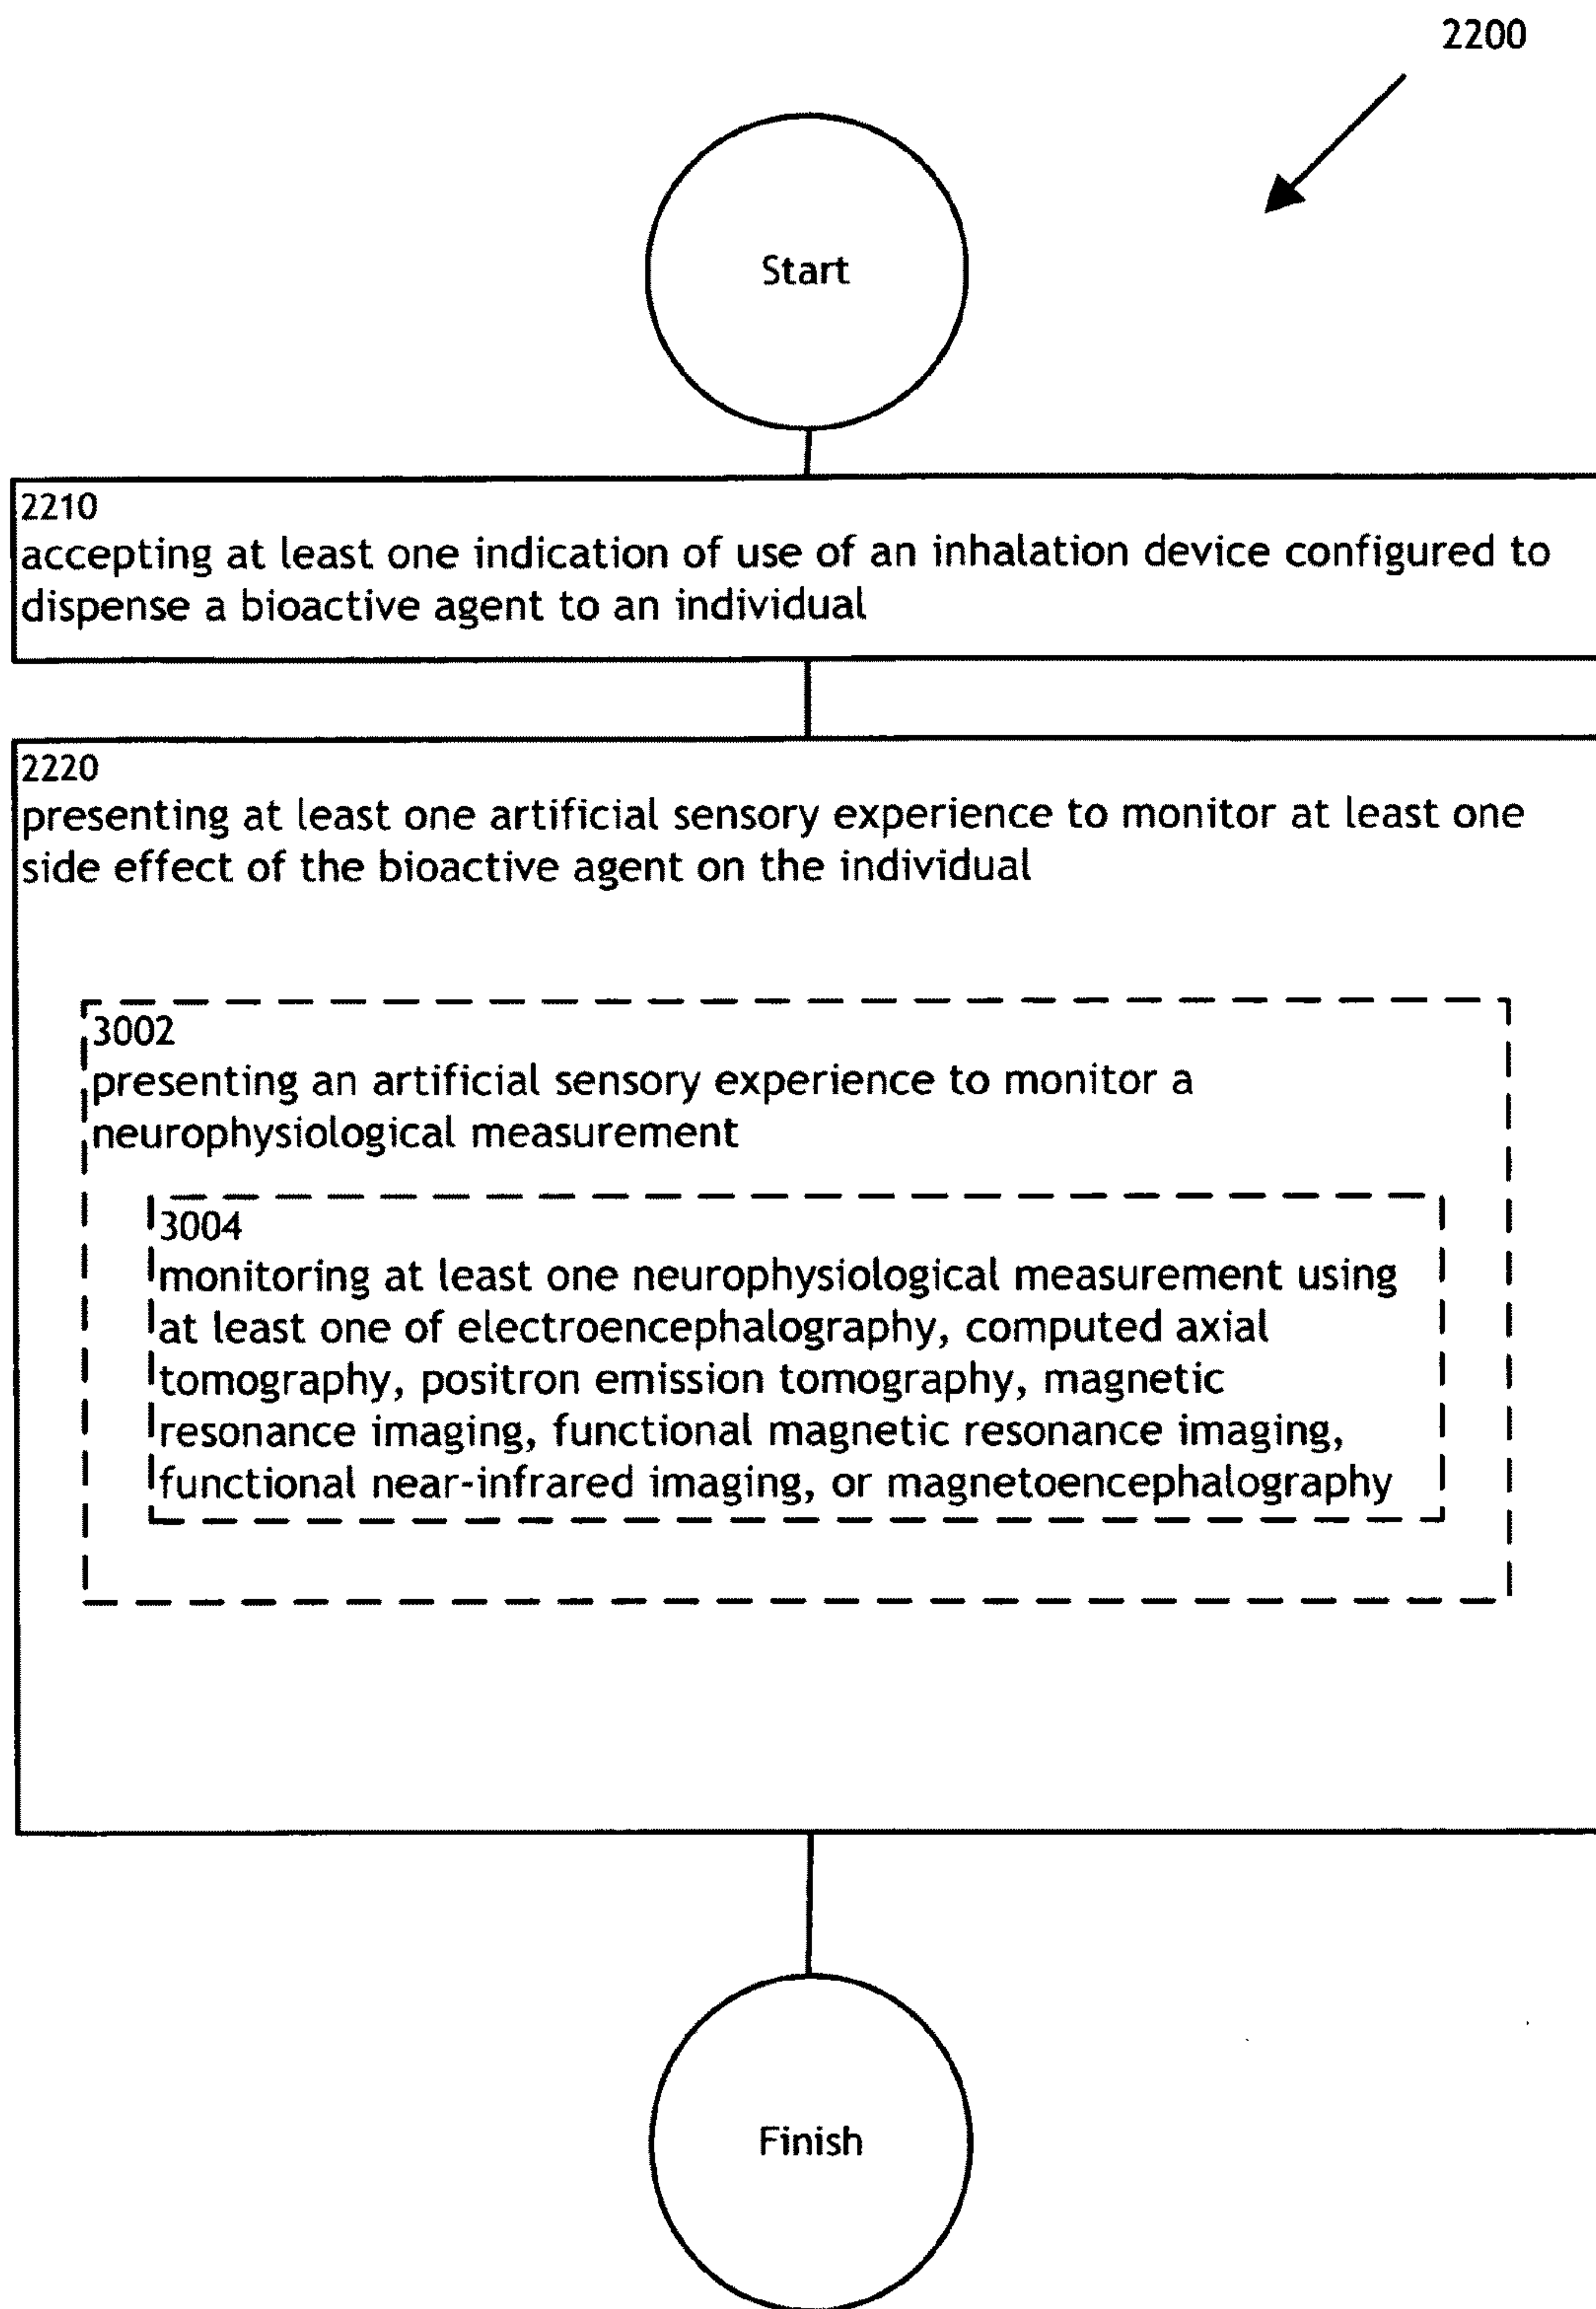 2200
Start
2210
accepting at least one indication of use of an inhalation device configured to
dispense a bioactive agent to an individual
2220
presenting at least one artificial sensory experience to monitor at least one
side effect of the bioactive agent on the individual
3002
presenting an artificial sensory experience to monitor a
neurophysiological measurement
3004
monitoring at least one neurophysiological measurement using
at least one of electroencephalography, computed axial
tomography, positron emission tomography, magnetic
resonance imaging, functional magnetic resonance imaging,
functional near-infrared imaging, or magnetoencephalography
Finish